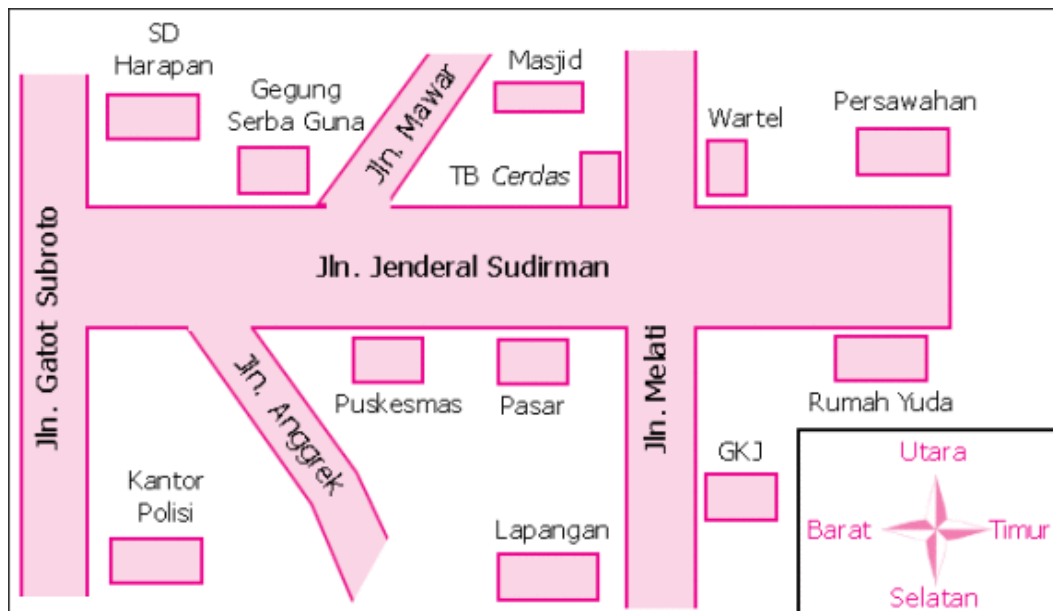 SD
Harapan
Gegung
Serba Guna
Jln. Mawar
Masjid
TB Cerdas
Wartel
Persawahan
Jln. Gatot Subroto
Jln. Jenderal Sudirman
Jln. Anggrek
Puskesmas
Pasar
Jln. Melati
Rumah Yuda
Kantor
Polisi
Lapangan
GKJ
Utara
Barat
Timur
Selatan